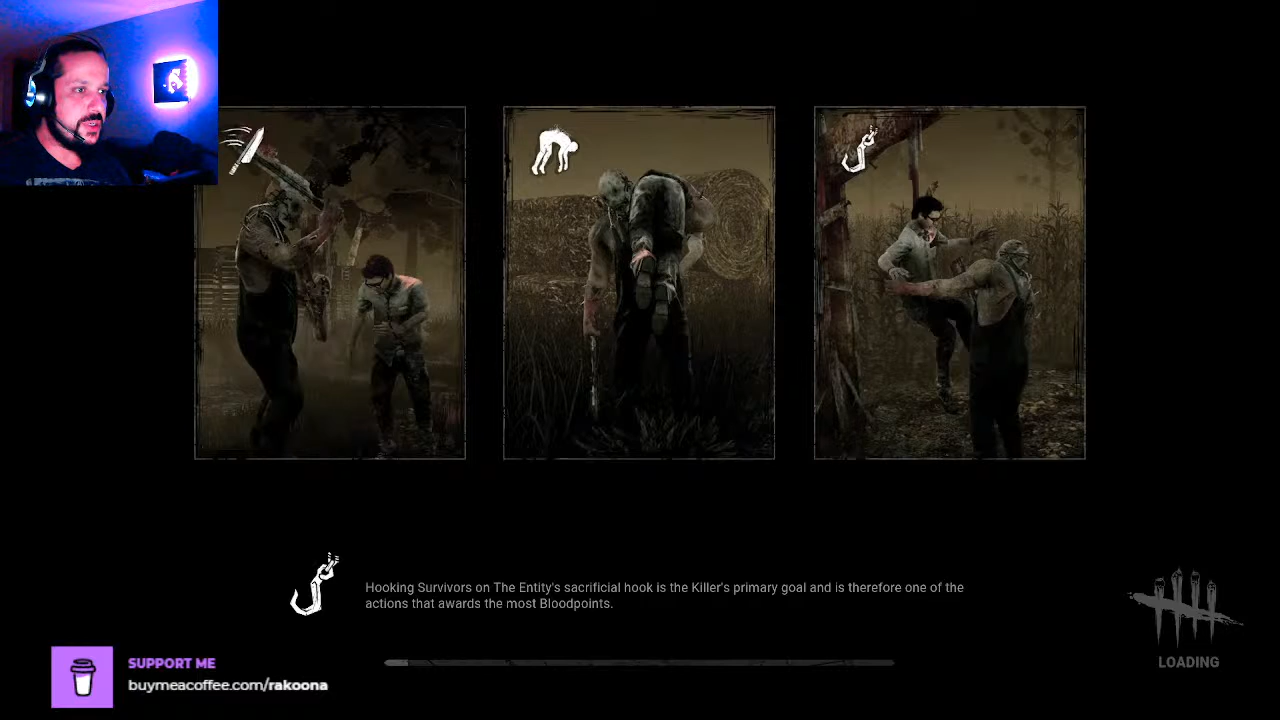 Hooking Survivors on The Entity's sacrificial hook is the Killer's primary goal and is therefore one of the
actions that awards the most Bloodpoints.
SUPPORT ME
buymeacoffee.com/rakoona
LOADING